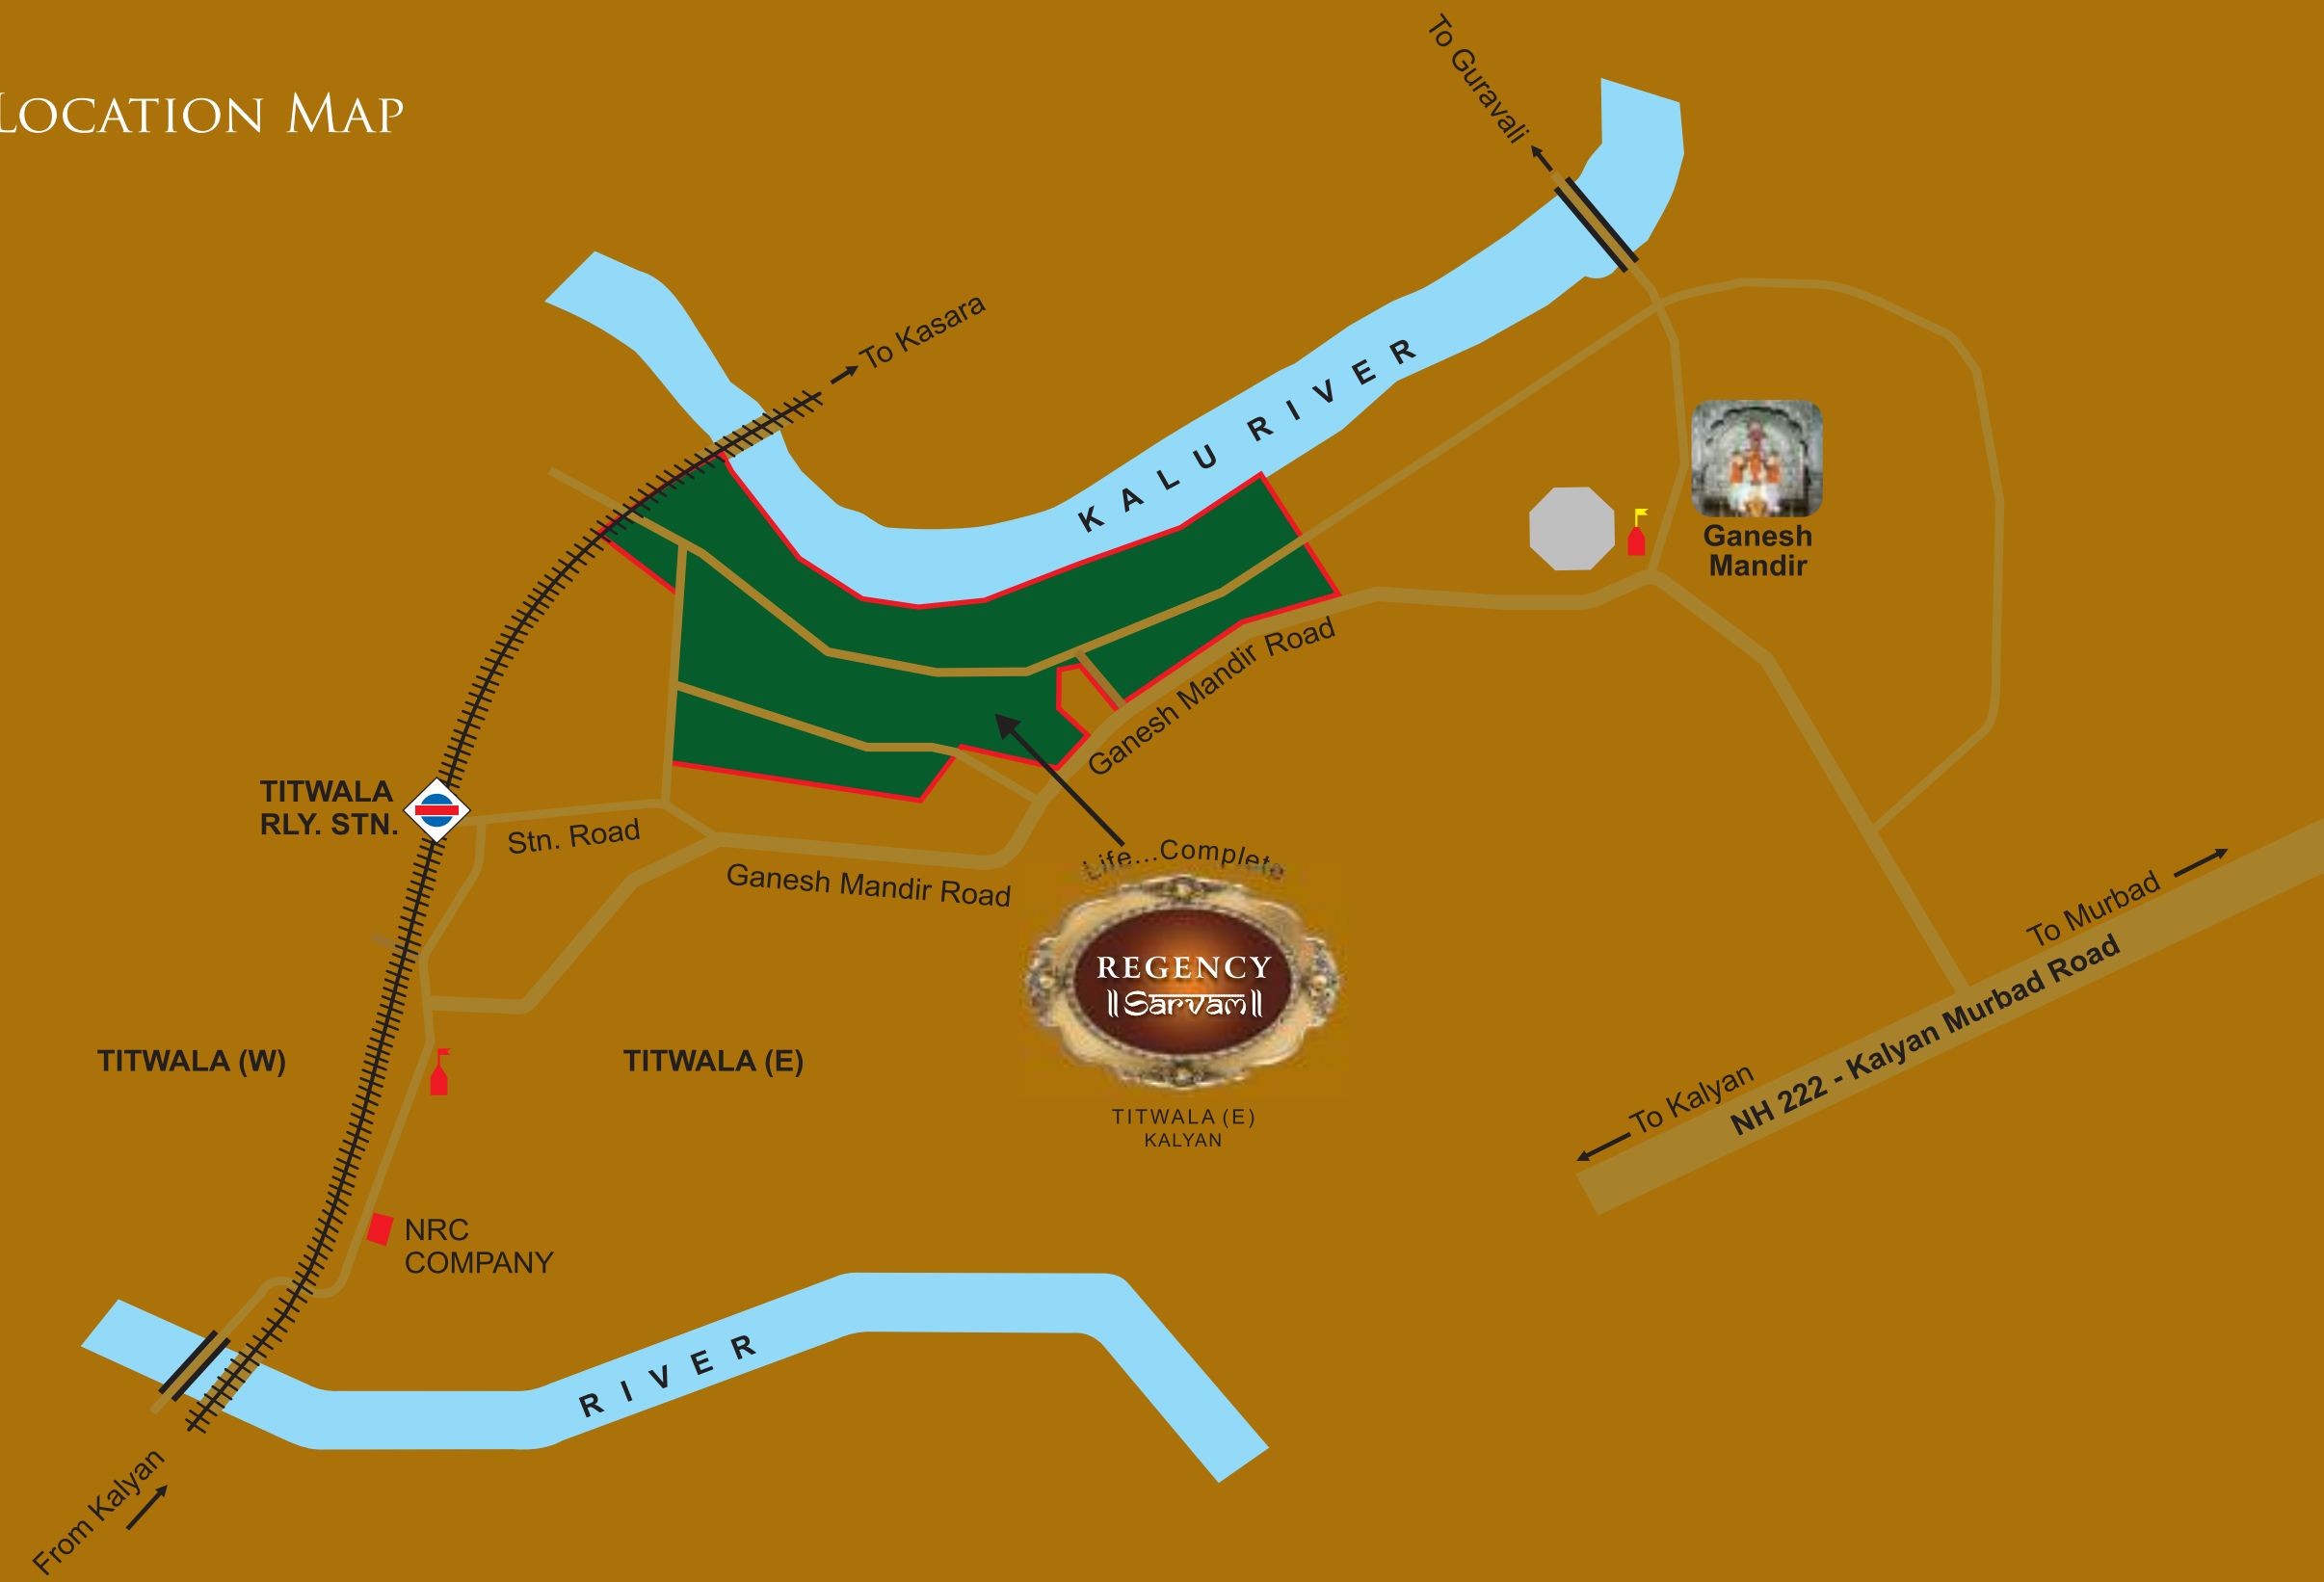 LOCATION MAP
To Guravali
To Kasara
KALU RIVER
Ganesh
Mandir
Ganesh Mandir Road
TITWALA
RLY. STN.
Stn. Road
Ganesh Mandir Road
Life...Complete
REGENCY
॥Sarvam॥
TITWALA (E)
KALYAN
To Murbad
NH 222 - Kalyan Murbad Road
To Kalyan
TITWALA (W)
TITWALA (E)
NRC
COMPANY
RIVER
From Kalyan